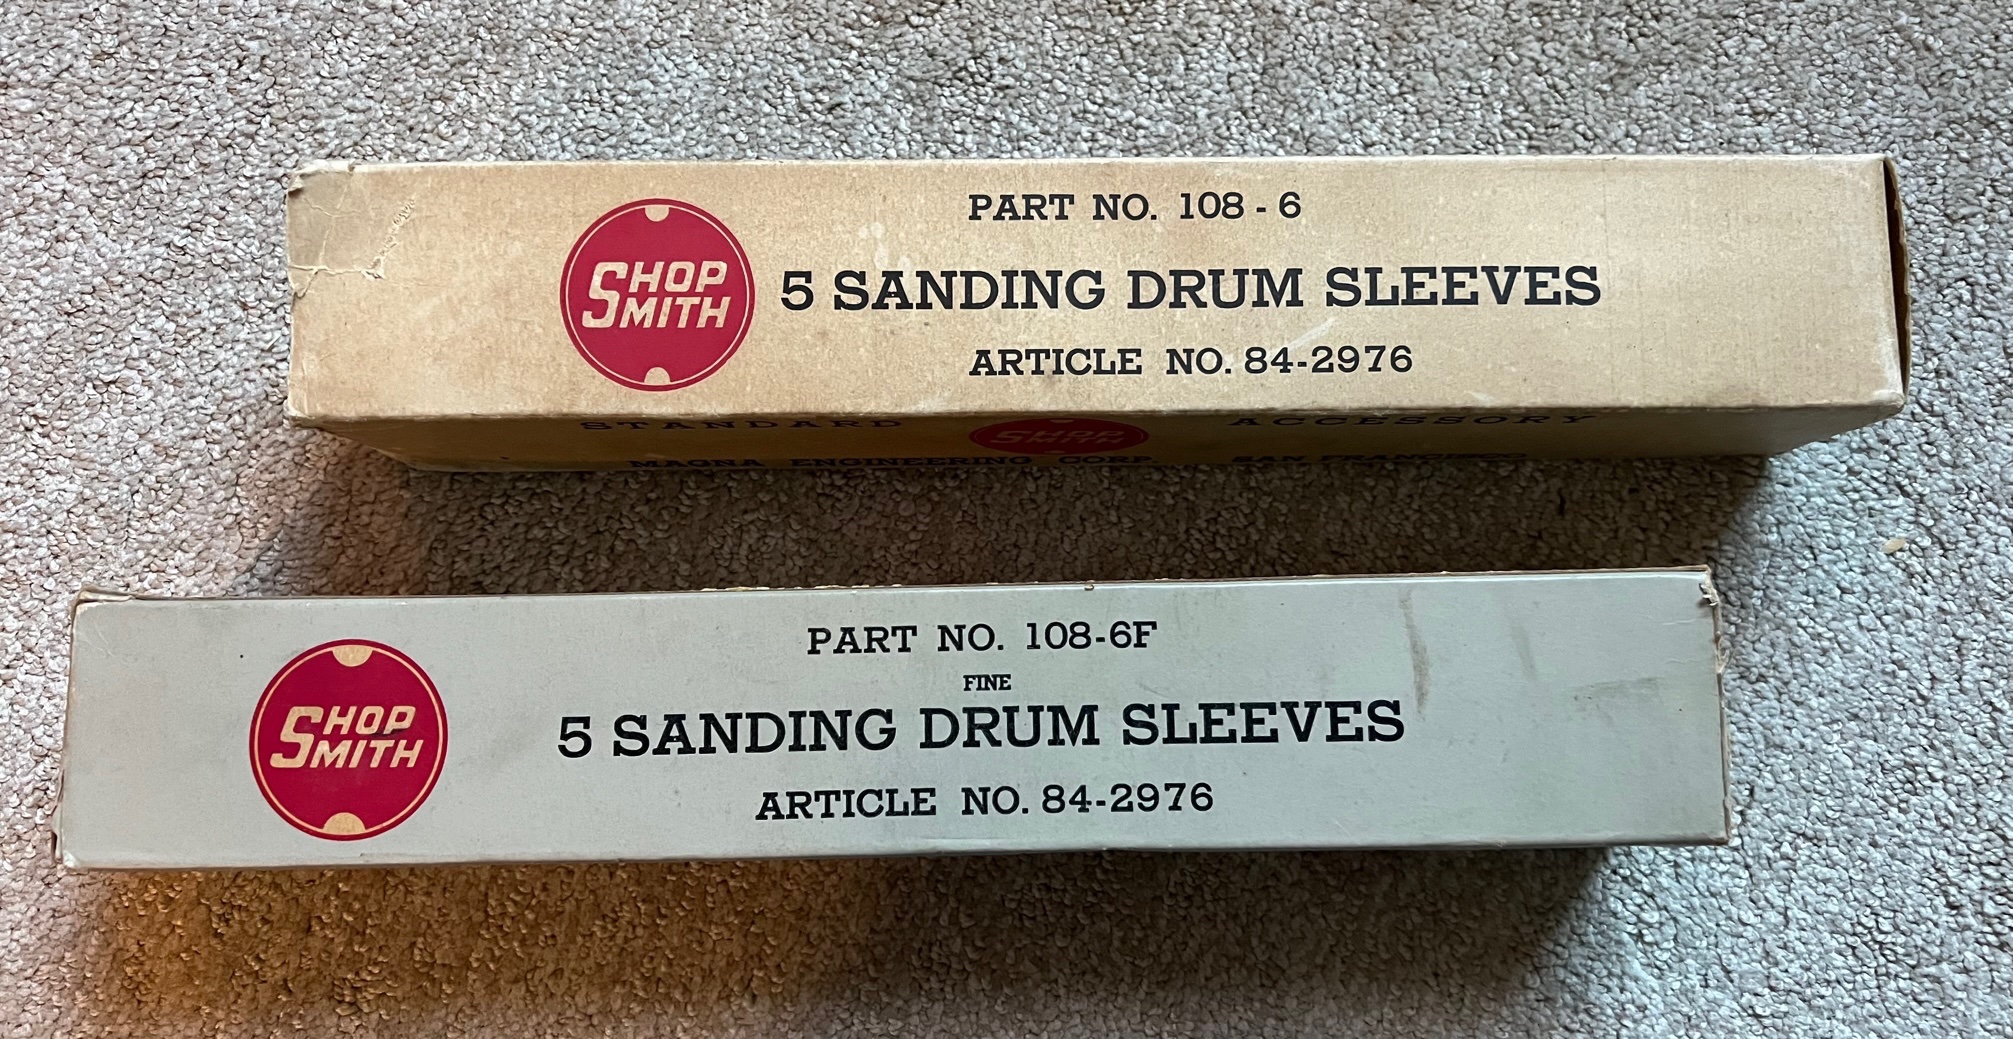 PART NO. 108 - 6
SHOP
SMITH
5 SANDING DRUM SLEEVES
ARTICLE NO. 84-2976
STANDARD SHOP SMITH ACCESSORY
MAGNA ENGINEERING CORP. SAN FRANCISCO
PART NO. 108-6F
FINE
SHOP
SMITH
5 SANDING DRUM SLEEVES
ARTICLE NO. 84-2976